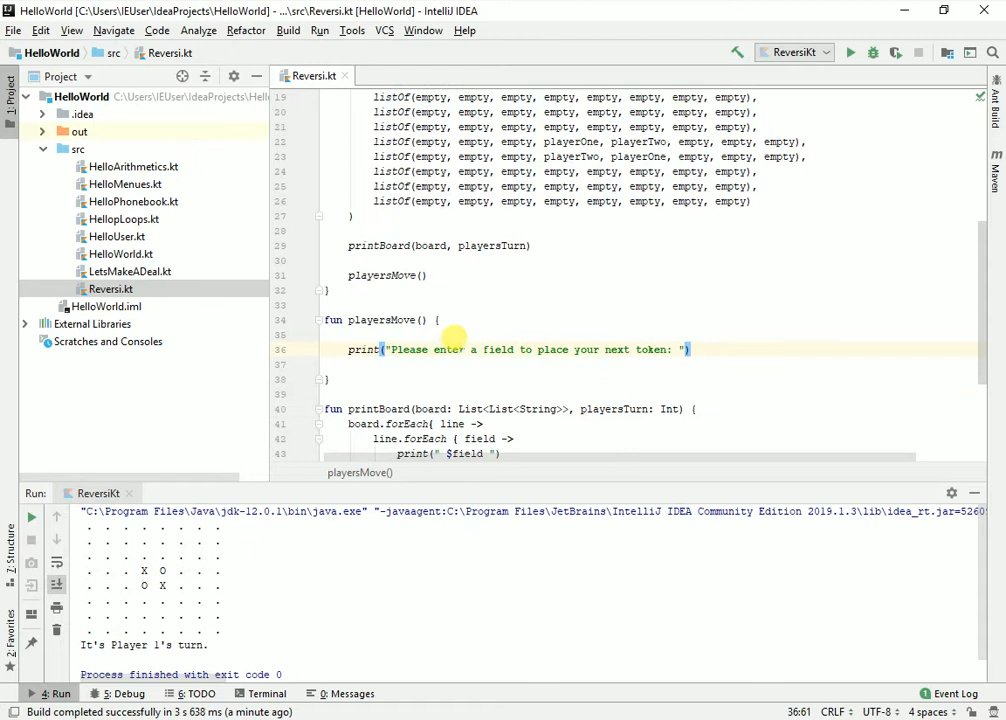 HelloWorld [C:\Users\IEUser\IdeaProjects\HelloWorld] - ...\src\Reversi.kt [HelloWorld] - IntelliJ IDEA
File Edit View Navigate Code Analyze Refactor Build Run Tools VCS Window Help
HelloWorld src Reversi.kt ReversiKt
1: Project
Project
Reversi.kt
HelloWorld C:\Users\IEUser\IdeaProjects\Hell
.idea
out
src
HelloArithmetics.kt
HelloMenues.kt
HelloPhonebook.kt
HellopLoops.kt
HelloUser.kt
HelloWorld.kt
LetsMakeADeal.kt
Reversi.kt
HelloWorld.iml
External Libraries
Scratches and Consoles
19 listOf(empty, empty, empty, empty, empty, empty, empty, empty),
20 listOf(empty, empty, empty, empty, empty, empty, empty, empty),
21 listOf(empty, empty, empty, empty, empty, empty, empty, empty),
22 listOf(empty, empty, empty, playerOne, playerTwo, empty, empty, empty),
23 listOf(empty, empty, empty, playerTwo, playerOne, empty, empty, empty),
24 listOf(empty, empty, empty, empty, empty, empty, empty, empty),
25 listOf(empty, empty, empty, empty, empty, empty, empty, empty),
26 listOf(empty, empty, empty, empty, empty, empty, empty, empty)
27 )
28
29 printBoard(board, playersTurn)
30
31 playersMove()
32 }
33
34 fun playersMove() {
35
36 print("Please enter a field to place your next token: ")
37
38 }
39
40 fun printBoard(board: List<List<String>>, playersTurn: Int) {
41 board.forEach{ line ->
42 line.forEach { field ->
43 print(" $field ")
playersMove()
Ant Build
m Maven
Run: ReversiKt
"C:\Program Files\Java\jdk-12.0.1\bin\java.exe" "-javaagent:C:\Program Files\JetBrains\IntelliJ IDEA Community Edition 2019.1.3\lib\idea_rt.jar=5260
. . . . . . . .
. . . . . . . .
. . . . . . . .
. . . X O . . .
. . . O X . . .
. . . . . . . .
. . . . . . . .
. . . . . . . .
It's Player 1's turn.
Process finished with exit code 0
Z: Structure
2: Favorites
4: Run 5: Debug 6: TODO Terminal 0: Messages 1 Event Log
Build completed successfully in 3 s 638 ms (a minute ago) 36:61 CRLF UTF-8 4 spaces